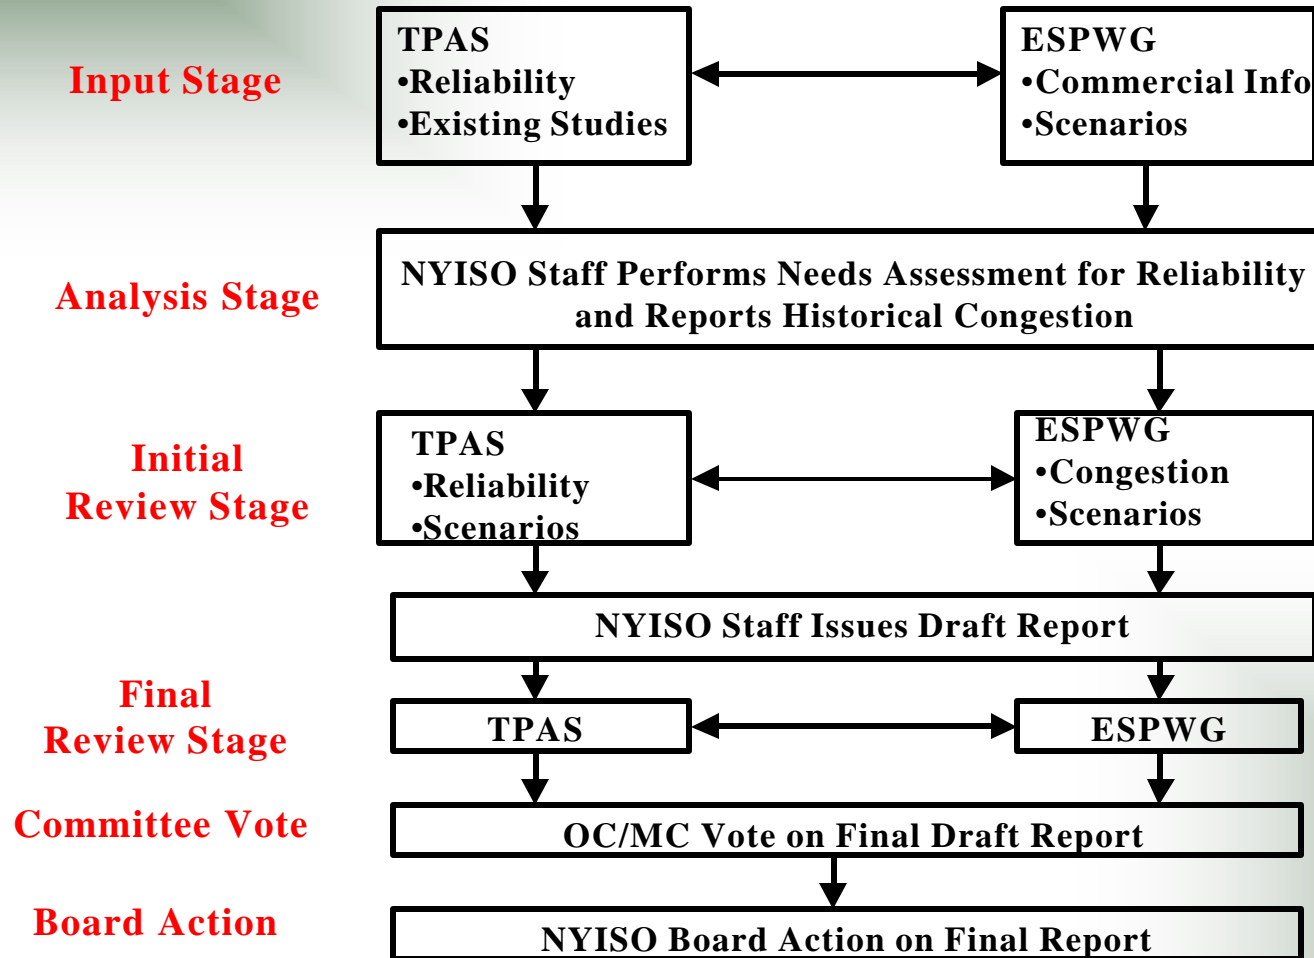 Input Stage
TPAS
•Reliability
•Existing Studies
ESPWG
•Commercial Info
•Scenarios
Analysis Stage
NYISO Staff Performs Needs Assessment for Reliability
and Reports Historical Congestion
Initial
Review Stage
TPAS
•Reliability
•Scenarios
ESPWG
•Congestion
•Scenarios
NYISO Staff Issues Draft Report
Final
Review Stage
TPAS
ESPWG
Committee Vote
OC/MC Vote on Final Draft Report
Board Action
NYISO Board Action on Final Report